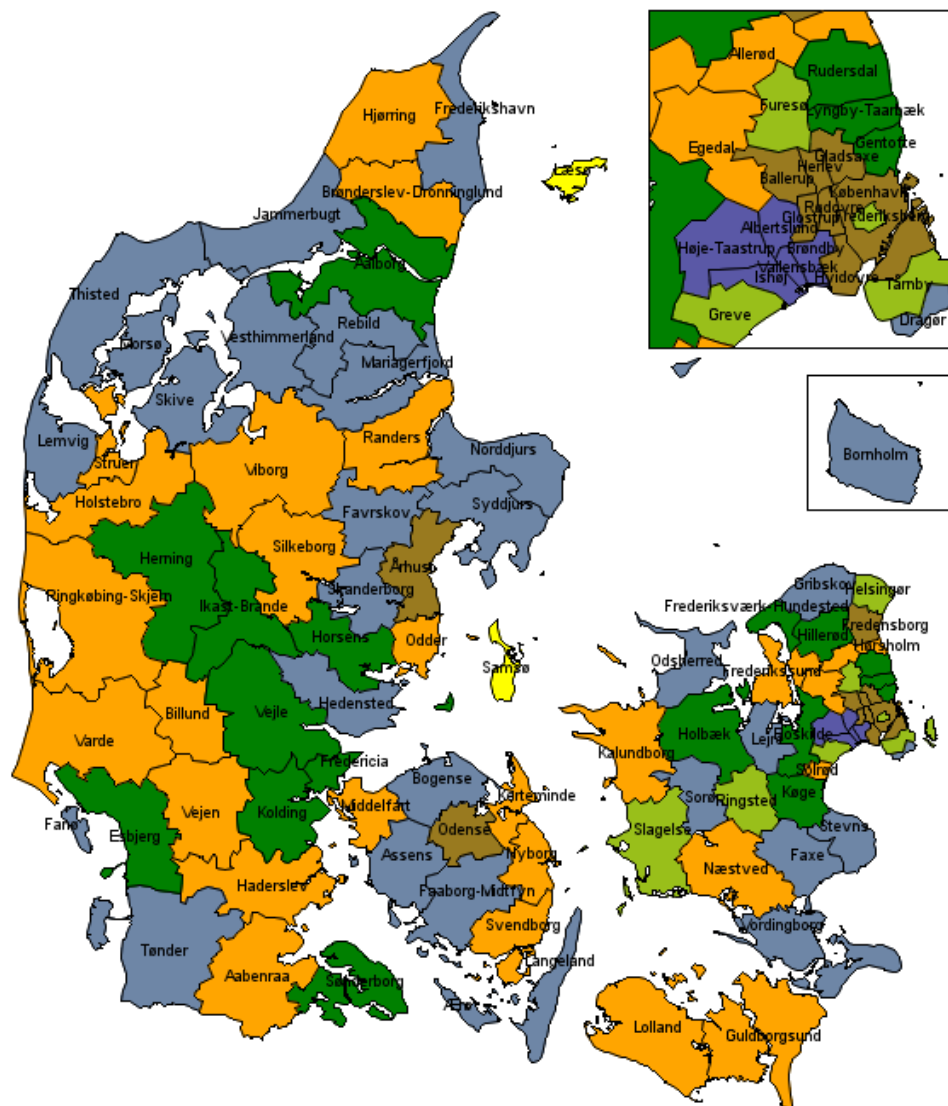 Hjørring
Frederikshavn
Læsø
Brønderslev-Dronninglund
Jammerbugt
Aalborg
Thisted
Vesthimmerland
Rebild
Morsø
Mariagerfjord
Skive
Lemvig
Struer
Viborg
Randers
Norddjurs
Holstebro
Syddjurs
Favrskov
Herning
Silkeborg
Århus
Ringkøbing-Skjern
Ikast-Brande
Skanderborg
Horsens
Odder
Samsø
Hedensted
Billund
Vejle
Varde
Fredericia
Bogense
Vejen
Kolding
Middelfart
Kerteminde
Fanø
Esbjerg
Odense
Assens
Nyborg
Haderslev
Faaborg-Midtfyn
Svendborg
Tønder
Aabenraa
Sønderborg
Langeland
Ærø
Allerød
Rudersdal
Furesø
Lyngby-Taarbæk
Egedal
Gentofte
Gladsaxe
Herlev
Ballerup
København
Rødovre
Frederiksberg
Glostrup
Albertslund
Høje-Taastrup
Brøndby
Vallensbæk
Ishøj
Hvidovre
Tårnby
Greve
Dragør
Bornholm
Gribskov
Helsingør
Frederiksværk-Hundested
Fredensborg
Hillerød
Hørsholm
Odsherred
Frederikssund
Holbæk
Roskilde
Lejre
Kalundborg
Solrød
Sorø
Ringsted
Køge
Slagelse
Stevns
Faxe
Næstved
Vordingborg
Lolland
Guldborgsund